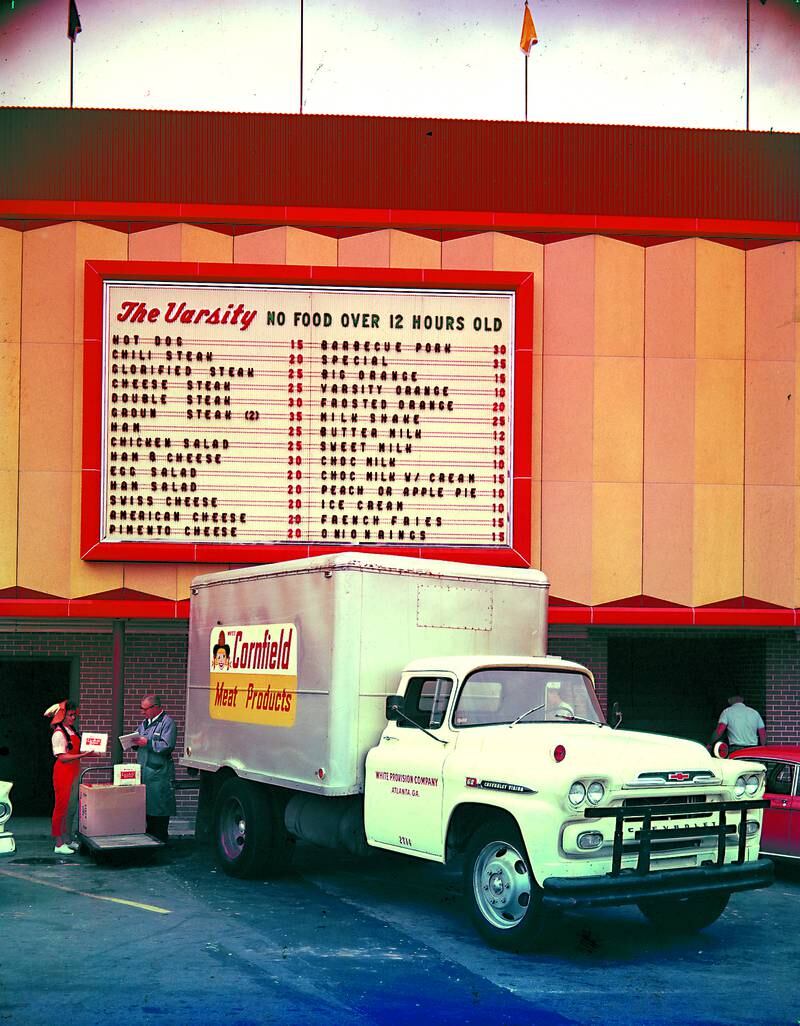 The Varsity NO FOOD OVER 12 HOURS OLD
HOT DOG 15
CHILI STEAK 20
GLORIFIED STEAK 25
CHEESE STEAK 25
DOUBLE STEAK 30
GROUN STEAK (2) 35
HAM 25
CHICKEN SALAD 25
HAM & CHEESE 30
EGG SALAD 20
HAM SALAD 20
SWISS CHEESE 20
AMERICAN CHEESE 20
PIMENTO CHEESE 20
BARBECUE PORK 30
SPECIAL 35
BIG ORANGE 15
VARSITY ORANGE 10
FROSTED ORANGE 20
MILK SHAKE 25
BUTTER MILK 12
SWEET MILK 15
CHOC MILK 10
CHOC MILK W/ CREAM 15
PEACH OR APPLE PIE 10
ICE CREAM 10
FRENCH FRIES 15
ONION RINGS 15
Cornfield
Meat Products
WHITE PROVISION COMPANY
ATLANTA, GA.
CHEVROLET VIKING
CHEVROLET